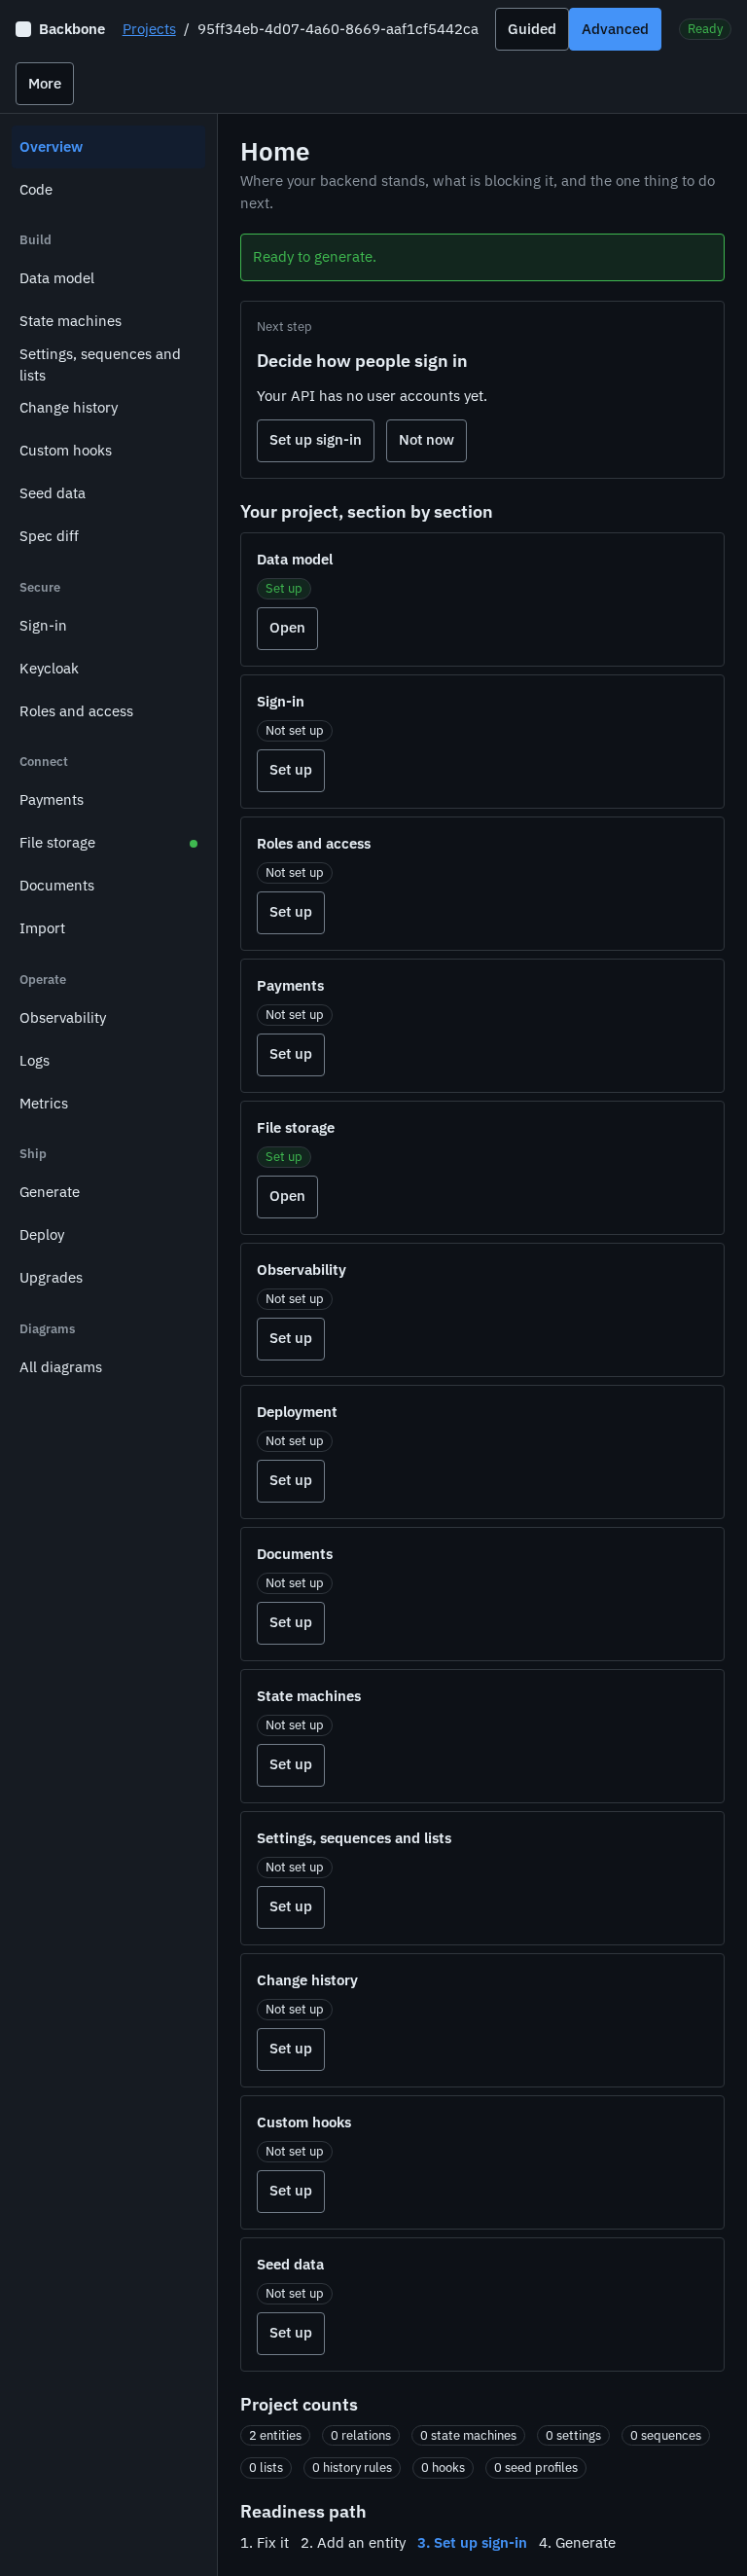 Backbone Projects / 95ff34eb-4d07-4a60-8669-aaf1cf5442ca Guided Advanced Ready
More
Overview
Code
Build
Data model
State machines
Settings, sequences and
lists
Change history
Custom hooks
Seed data
Spec diff
Secure
Sign-in
Keycloak
Roles and access
Connect
Payments
File storage
Documents
Import
Operate
Observability
Logs
Metrics
Ship
Generate
Deploy
Upgrades
Diagrams
All diagrams
Home
Where your backend stands, what is blocking it, and the one thing to do
next.
Ready to generate.
Next step
Decide how people sign in
Your API has no user accounts yet.
Set up sign-in Not now
Your project, section by section
Data model
Set up
Open
Sign-in
Not set up
Set up
Roles and access
Not set up
Set up
Payments
Not set up
Set up
File storage
Set up
Open
Observability
Not set up
Set up
Deployment
Not set up
Set up
Documents
Not set up
Set up
State machines
Not set up
Set up
Settings, sequences and lists
Not set up
Set up
Change history
Not set up
Set up
Custom hooks
Not set up
Set up
Seed data
Not set up
Set up
Project counts
2 entities 0 relations 0 state machines 0 settings 0 sequences
0 lists 0 history rules 0 hooks 0 seed profiles
Readiness path
1. Fix it 2. Add an entity 3. Set up sign-in 4. Generate